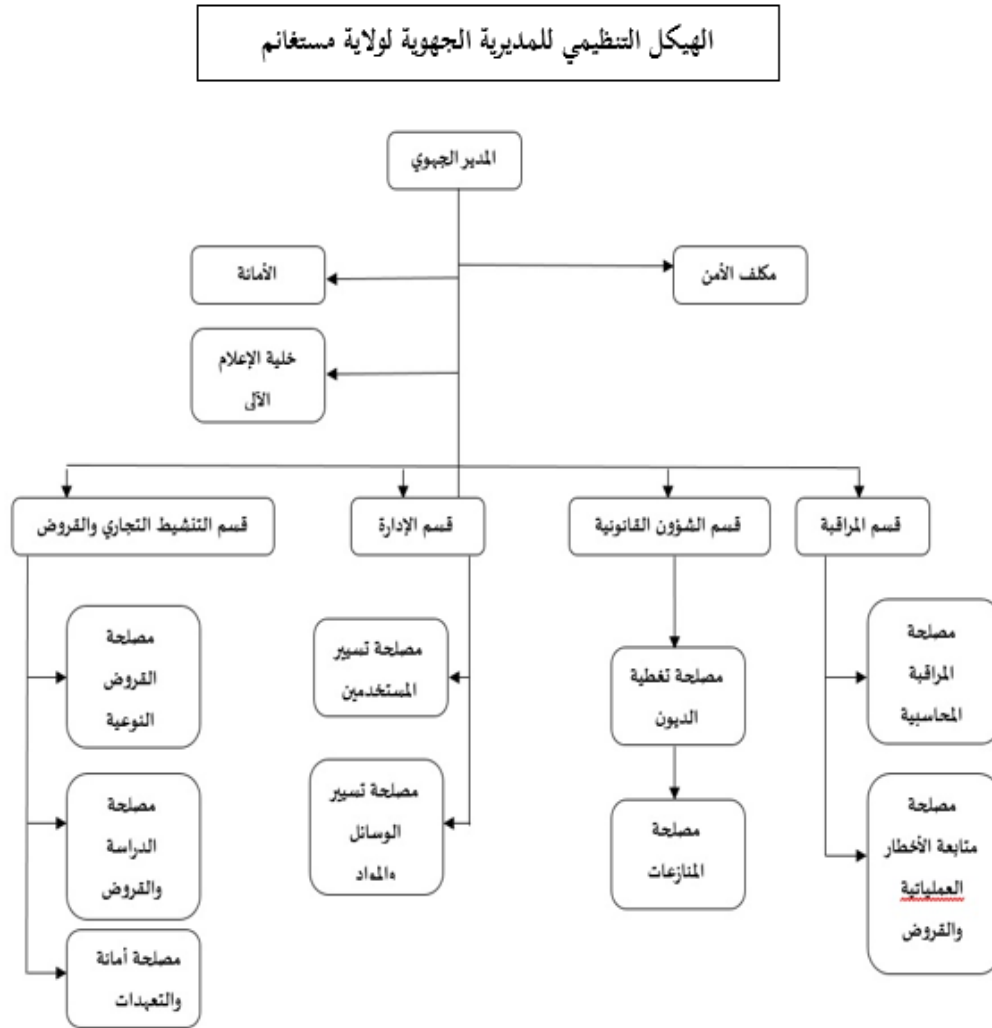 الهيكل التنظيمي للمديرية الجهوية لولاية مستغانم
المدير الجهوي
مكلف الأمن
الأمانة
خلية الإعلام
الآلى
قسم المراقبة
قسم الشؤون القانونية
قسم الإدارة
قسم التنشيط التجاري والقروض
مصلحة
المراقبة
المحاسبية
مصلحة
متابعة الأخطار
العملياتية
والقروض
مصلحة تغطية
الديون
مصلحة
المنازعات
مصلحة تسيير
المستخدمين
مصلحة تسيير
الوسائل
والمواد
مصلحة
القروض
النوعية
مصلحة
الدراسة
والقروض
مصلحة أمانة
والتعهدات